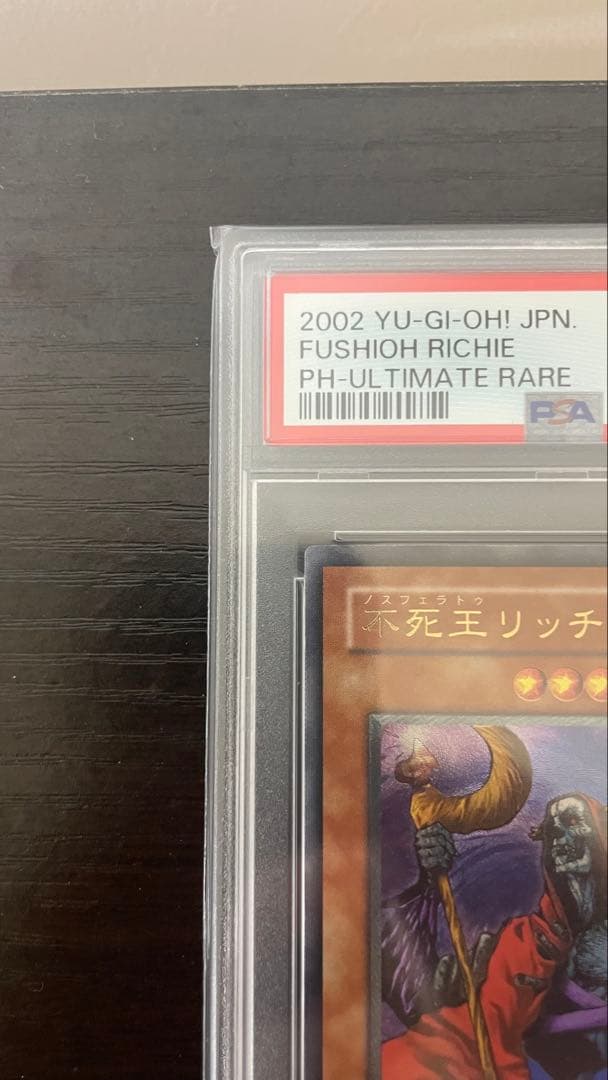 2002 YU-GI-OH! JPN.
FUSHIOH RICHIE
PH-ULTIMATE RARE
PSA
ノスフェラトゥ
不死王リッチ